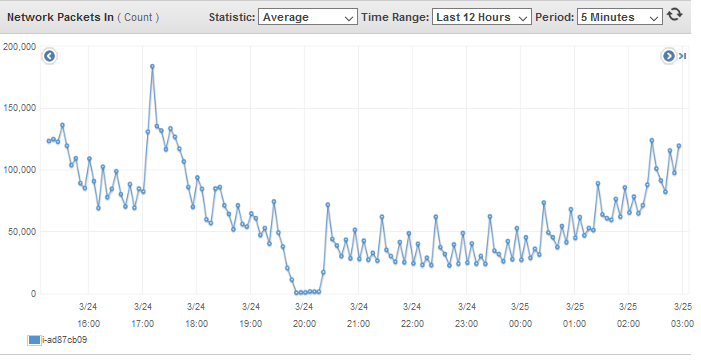 Network Packets In ( Count ) Statistic: Average Time Range: Last 12 Hours Period: 5 Minutes
200,000
150,000
100,000
50,000
0
3/24 3/24 3/24 3/24 3/24 3/24 3/24 3/24 3/25 3/25 3/25 3/25
16:00 17:00 18:00 19:00 20:00 21:00 22:00 23:00 00:00 01:00 02:00 03:00
i-ad87cb09